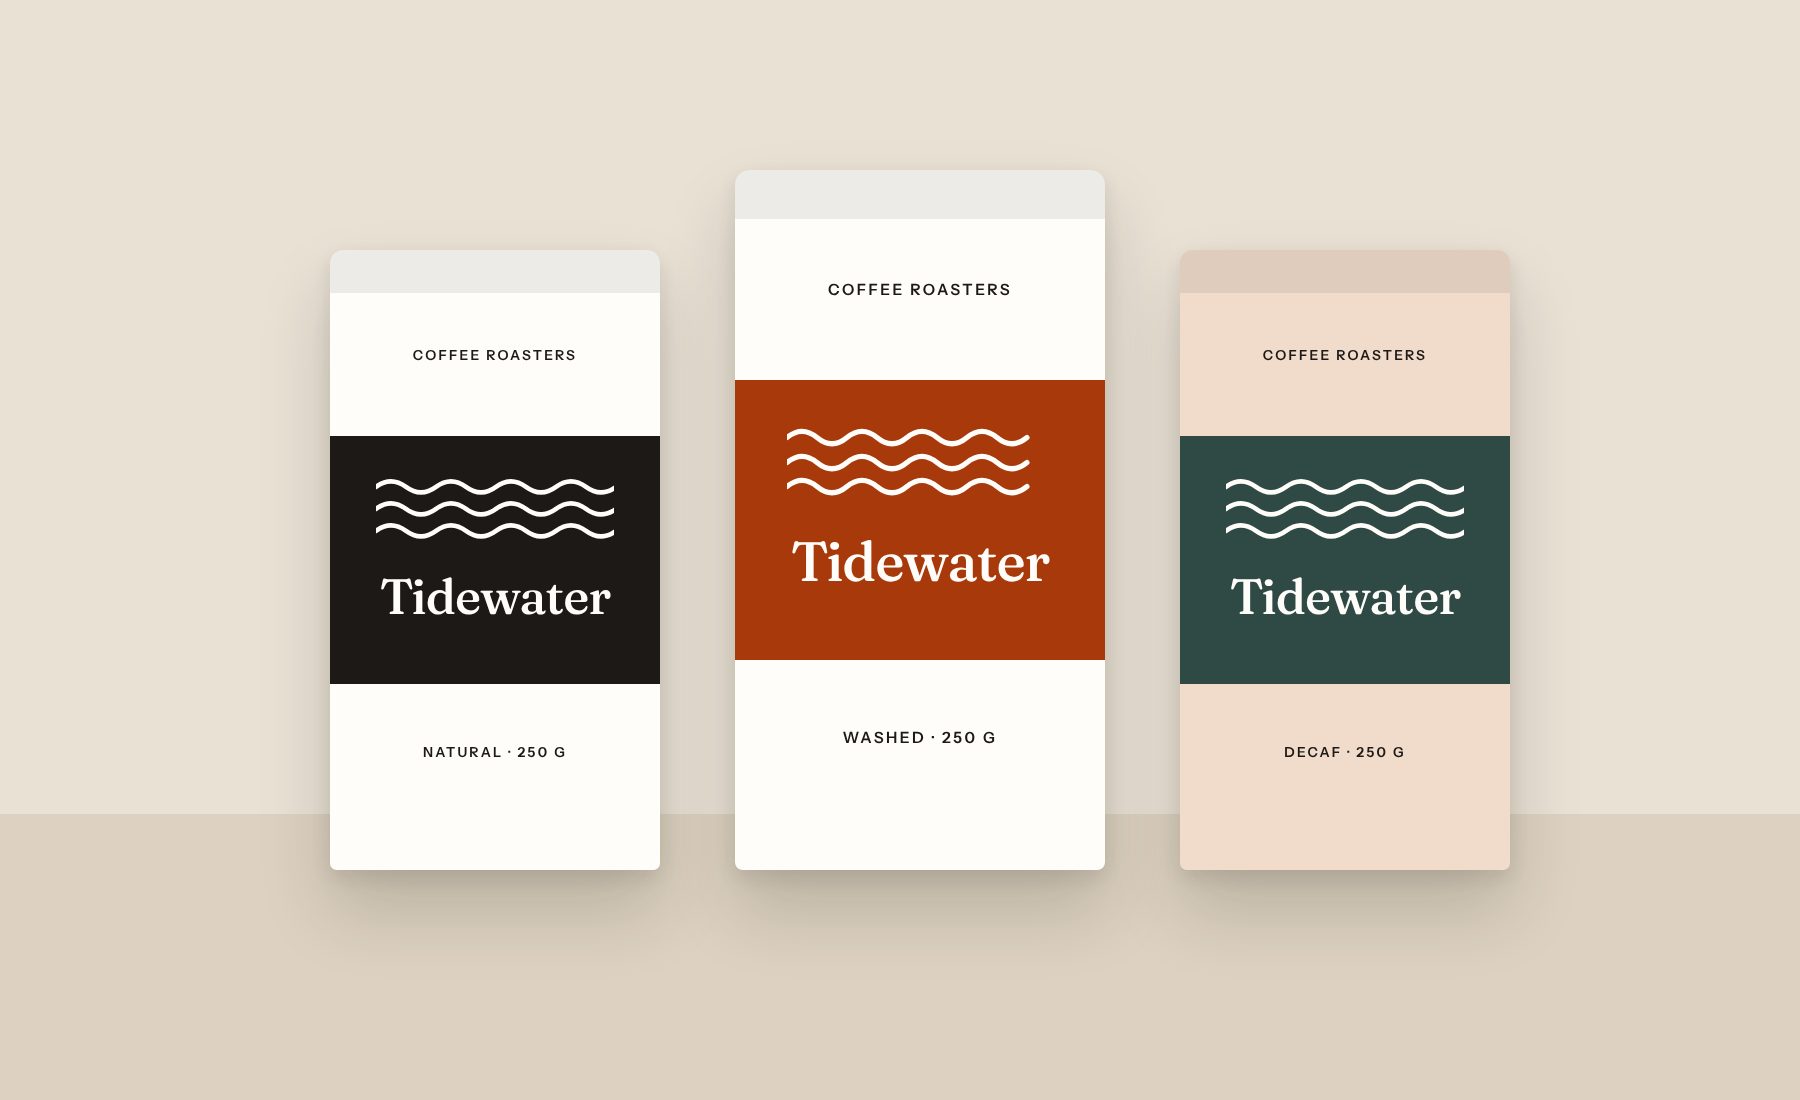 COFFEE ROASTERS
Tidewater
NATURAL · 250 G
COFFEE ROASTERS
Tidewater
WASHED · 250 G
COFFEE ROASTERS
Tidewater
DECAF · 250 G